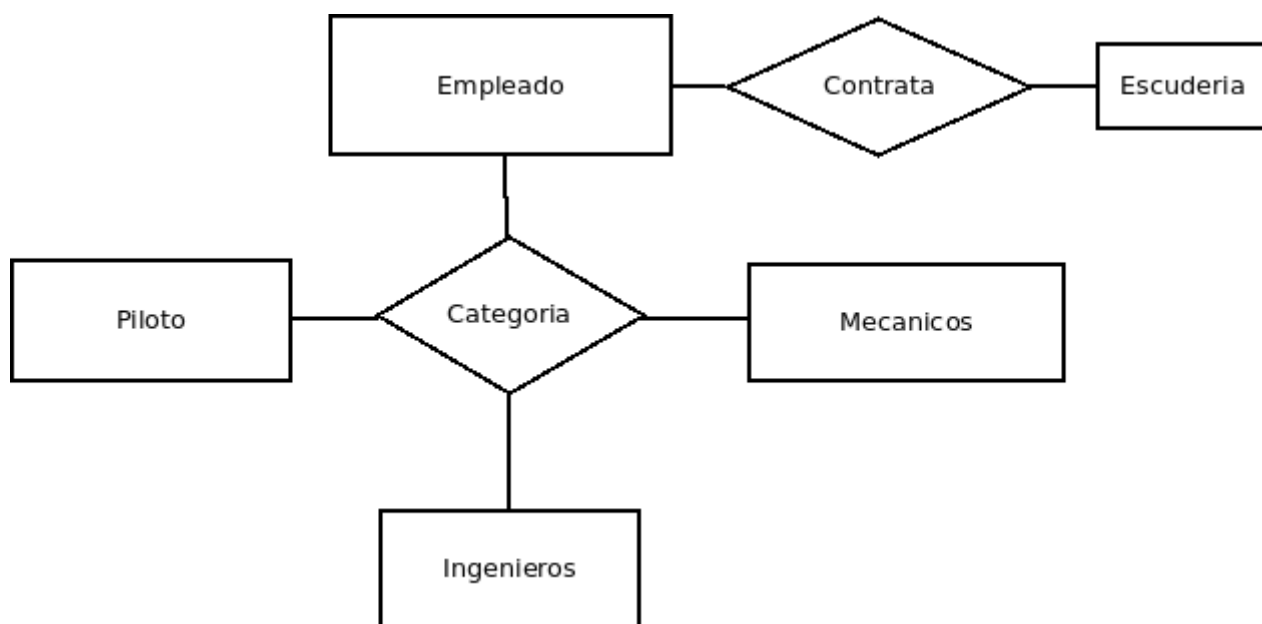 Empleado
Contrata
Escuderia
Piloto
Categoria
Mecanicos
Ingenieros